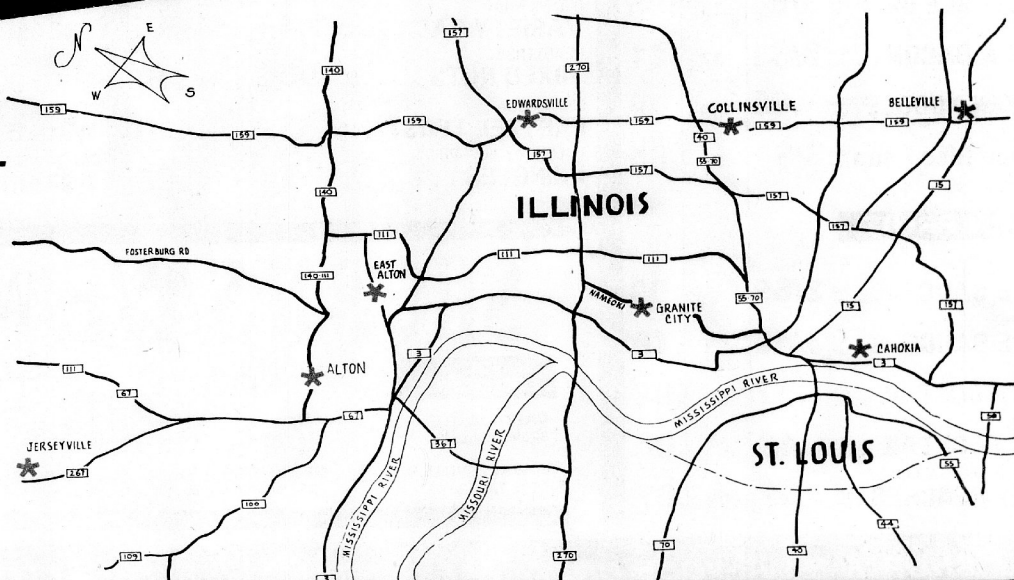 N
E
W
S
157
140
270
159
159
159
EDWARDSVILLE
159
COLLINSVILLE
159
BELLEVILLE
159
40
157
55 70
157
140
157
15
ILLINOIS
157
111
FOSTERBURG RD
111
111
140-111
EAST
ALTON
NAMEOKI
55 70
GRANITE
CITY
15
157
3
3
CAHOKIA
3
111
ALTON
67
67
MISSISSIPPI RIVER
50
JERSEYVILLE
267
367
ST. LOUIS
55
MISSISSIPPI RIVER
MISSOURI RIVER
100
44
109
270
70
40
3